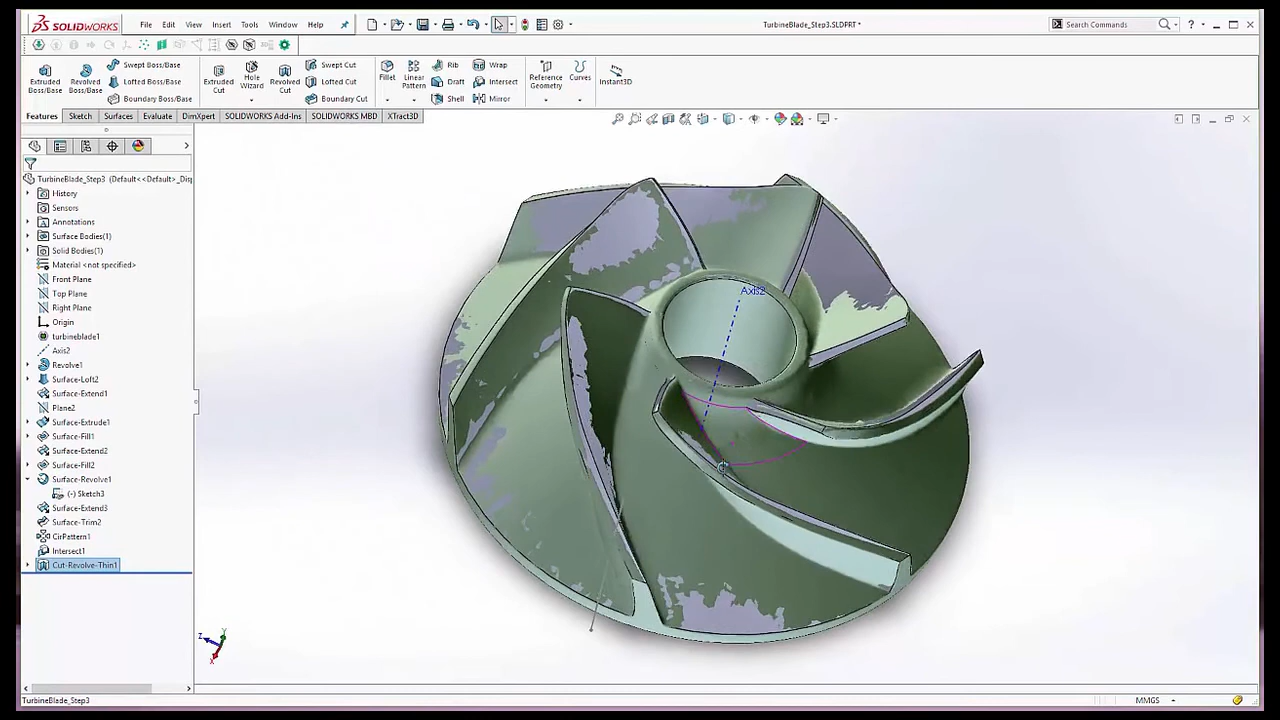 SOLIDWORKS File Edit View Insert Tools Window Help TurbineBlade_Step3.SLDPRT * Search Commands ?
Extruded Boss/Base
Revolved Boss/Base
Swept Boss/Base
Lofted Boss/Base
Boundary Boss/Base
Extruded Cut
Hole Wizard
Revolved Cut
Swept Cut
Lofted Cut
Boundary Cut
Fillet
Linear Pattern
Rib
Draft
Shell
Wrap
Intersect
Mirror
Reference Geometry
Curves
Instant3D
Features Sketch Surfaces Evaluate DimXpert SOLIDWORKS Add-Ins SOLIDWORKS MBD XTract3D
TurbineBlade_Step3 (Default<<Default>_Disp
History
Sensors
Annotations
Surface Bodies(1)
Solid Bodies(1)
Material <not specified>
Front Plane
Top Plane
Right Plane
Origin
turbineblade1
Axis2
Revolve1
Surface-Loft2
Surface-Extend1
Plane2
Surface-Extrude1
Surface-Fill1
Surface-Extend2
Surface-Fill2
Surface-Revolve1
(-) Sketch3
Surface-Extend3
Surface-Trim2
CirPattern1
Intersect1
Cut-Revolve-Thin1
Axis2
Z Y X
TurbineBlade_Step3 MMGS